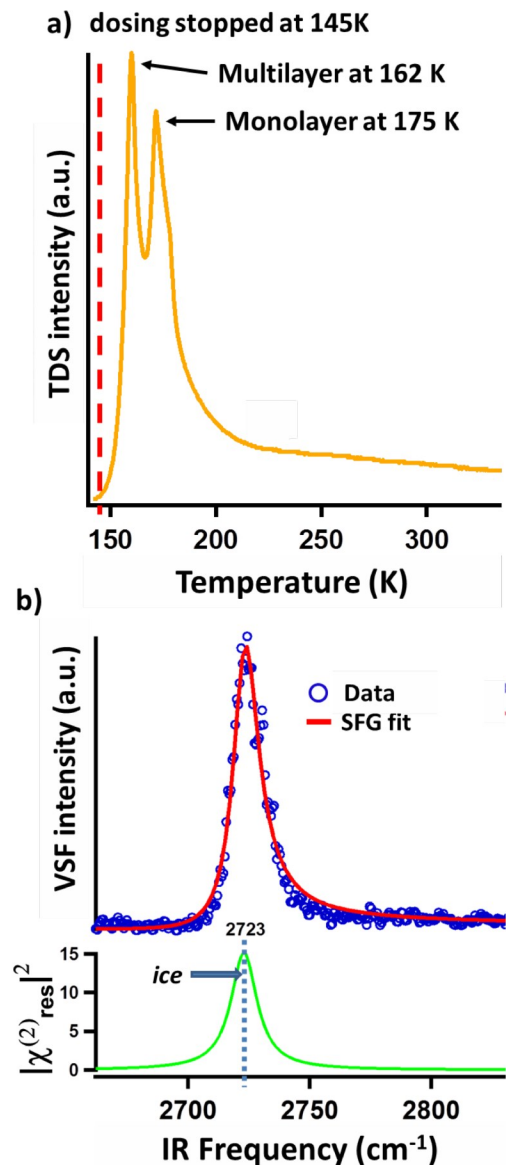 a) dosing stopped at 145K
Multilayer at 162 K
Monolayer at 175 K
TDS intensity (a.u.)
150 200 250 300
Temperature (K)
b)
VSF intensity (a.u.)
Data
SFG fit
2723
15
10
5
0
ice
|χ⁽²⁾res|²
2700 2750 2800
IR Frequency (cm⁻¹)